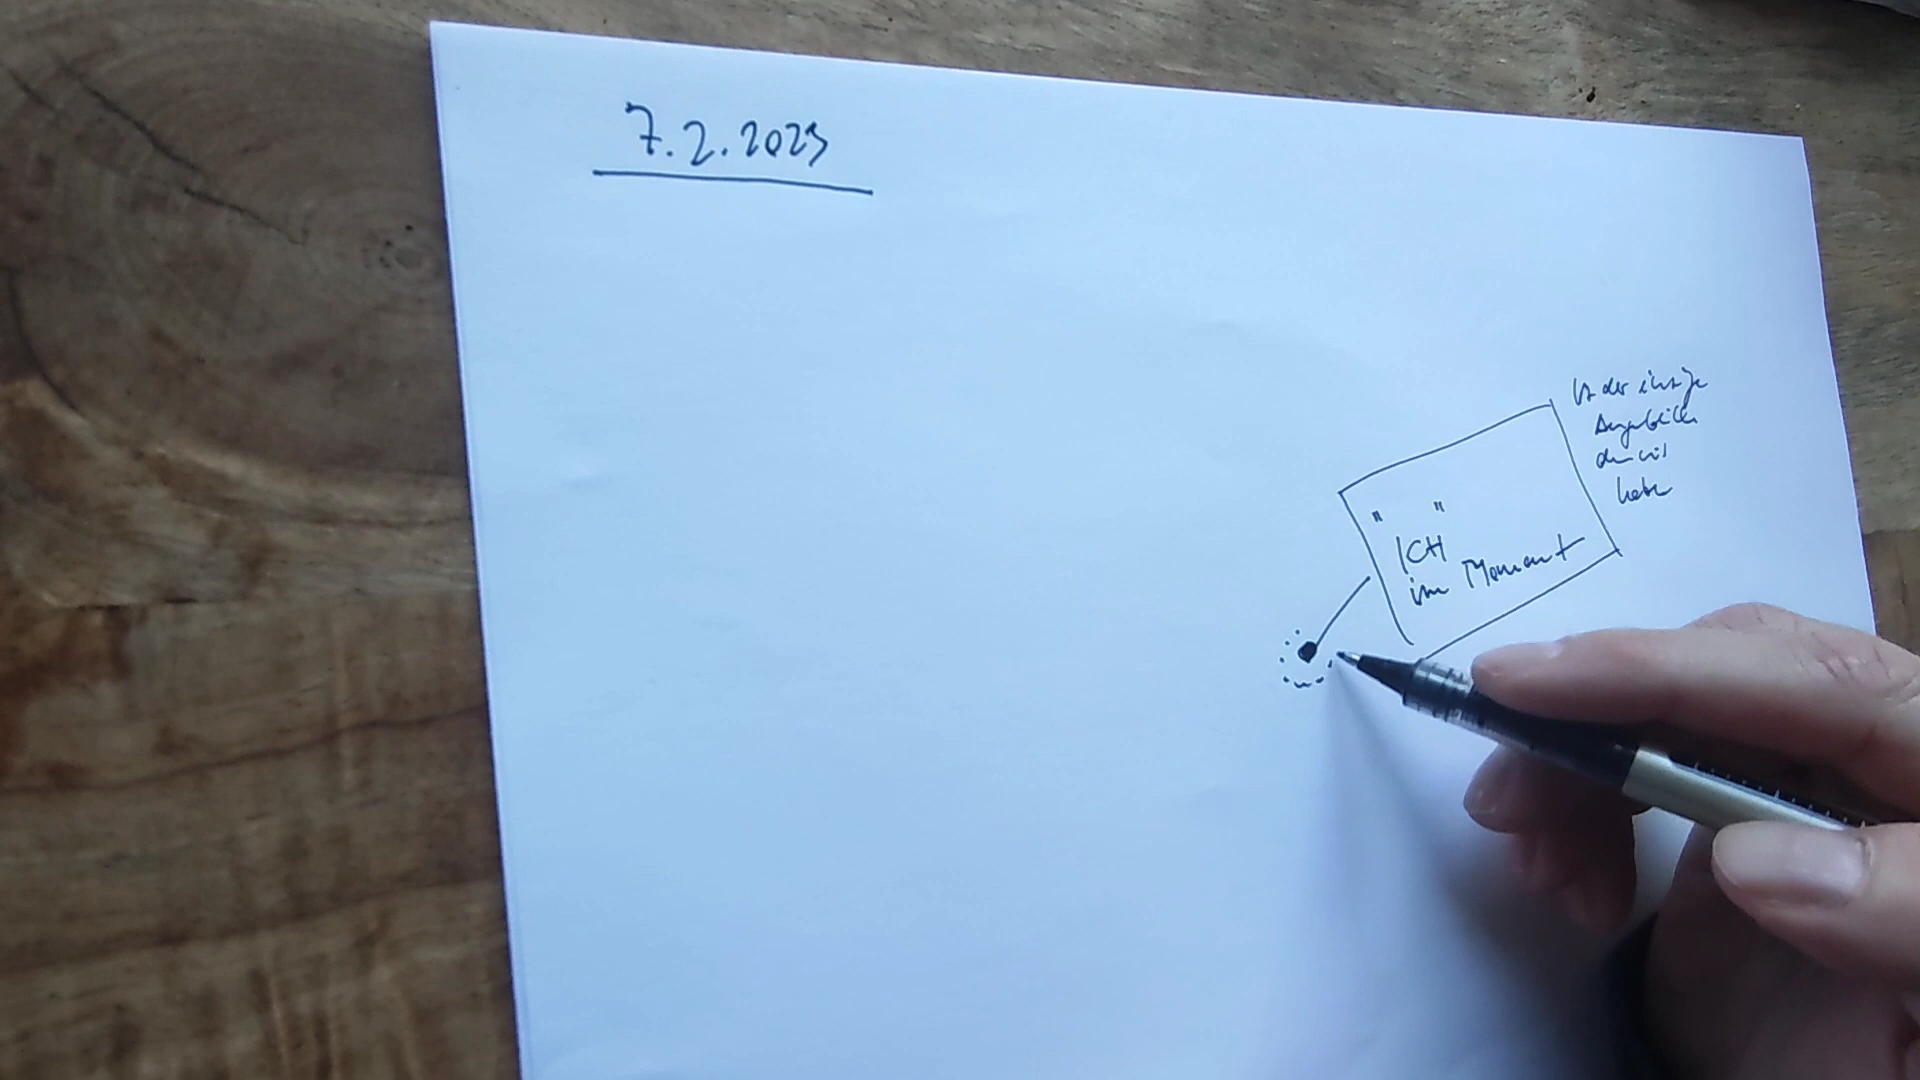 7.2.2023
Ist der einzige
Augenblick
den wir
haben
" "
ICH
im Moment